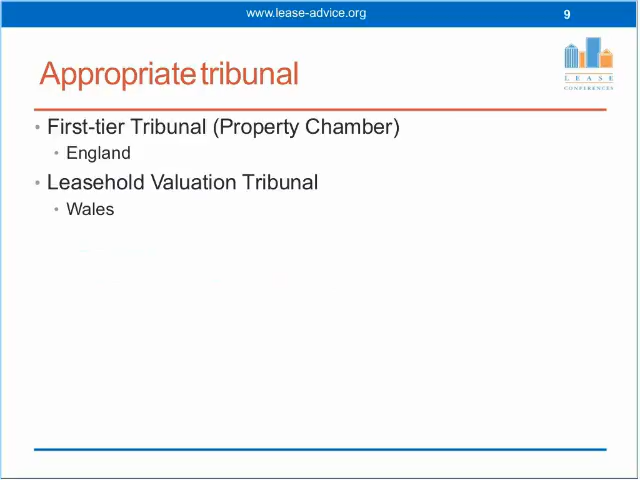 www.lease-advice.org
9
Appropriate tribunal
LEASE
CONFERENCES
• First-tier Tribunal (Property Chamber)
• England
• Leasehold Valuation Tribunal
• Wales